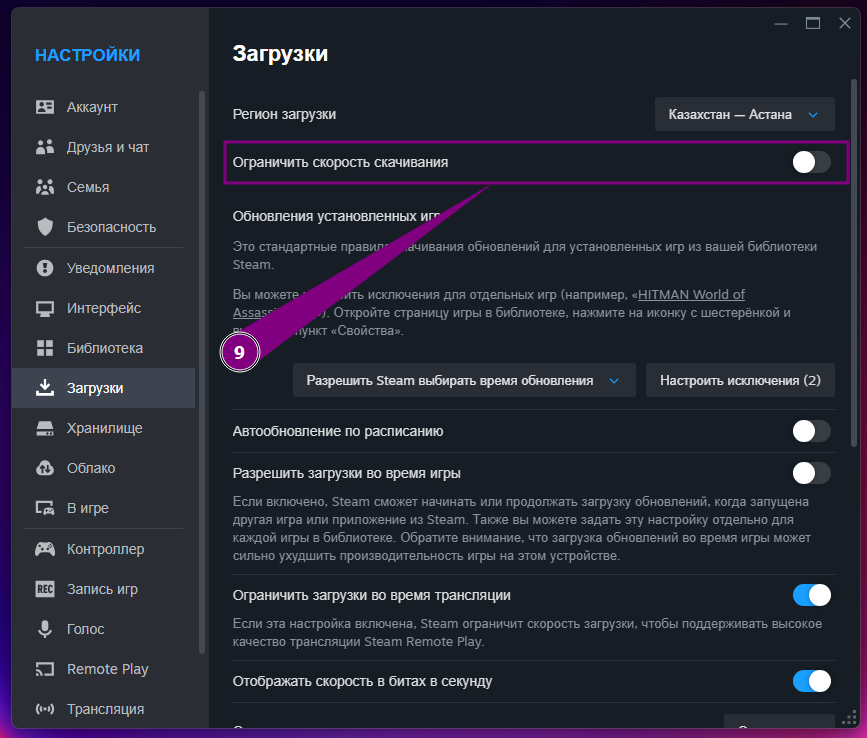 НАСТРОЙКИ
Аккаунт
Друзья и чат
Семья
Безопасность
Уведомления
Интерфейс
Библиотека
Загрузки
Хранилище
Облако
В игре
Контроллер
REC Запись игр
Голос
Remote Play
Трансляция
Загрузки
Регион загрузки
Казахстан — Астана
Ограничить скорость скачивания
Обновления установленных игр
Это стандартные правила скачивания обновлений для установленных игр из вашей библиотеки
Steam.
Вы можете исключения для отдельных игр (например, «HITMAN World of
Откройте страницу игры в библиотеке, нажмите на иконку с шестерёнкой и
пункт «Свойства».
9
Разрешить Steam выбирать время обновления
Настроить исключения (2)
Автообновление по расписанию
Разрешить загрузки во время игры
Если включено, Steam сможет начинать или продолжать загрузку обновлений, когда запущена
другая игра или приложение из Steam. Также вы можете задать эту настройку отдельно для
каждой игры в библиотеке. Обратите внимание, что загрузка обновлений во время игры может
сильно ухудшить производительность игры на этом устройстве.
Ограничить загрузки во время трансляции
Если эта настройка включена, Steam ограничит скорость загрузки, чтобы поддерживать высокое
качество трансляции Steam Remote Play.
Отображать скорость в битах в секунду